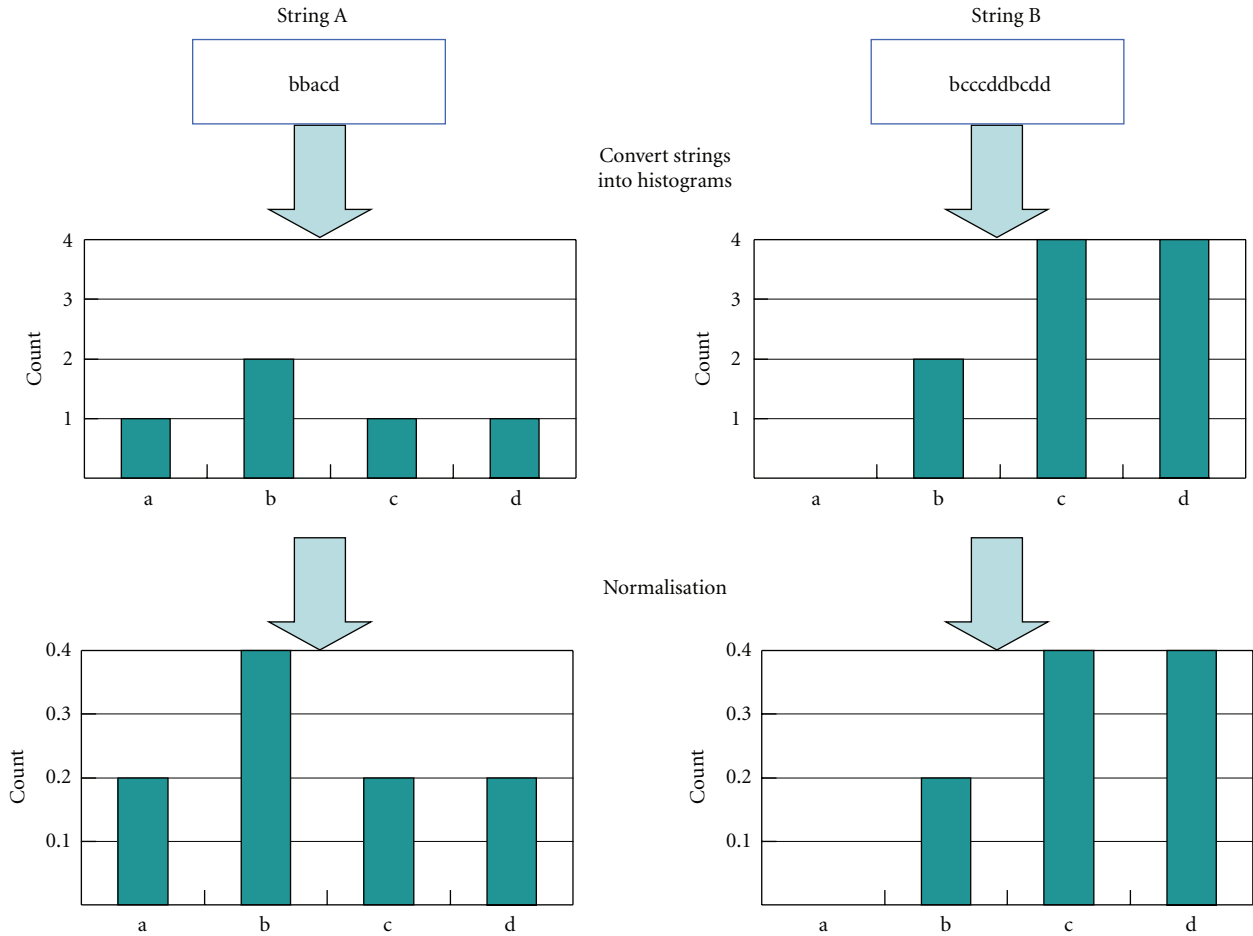 String A
String B
bbacd
bcccddbcdd
Convert strings
into histograms
4
3
2
1
Count
a b c d
4
3
2
1
Count
a b c d
Normalisation
0.4
0.3
0.2
0.1
Count
a b c d
0.4
0.3
0.2
0.1
Count
a b c d